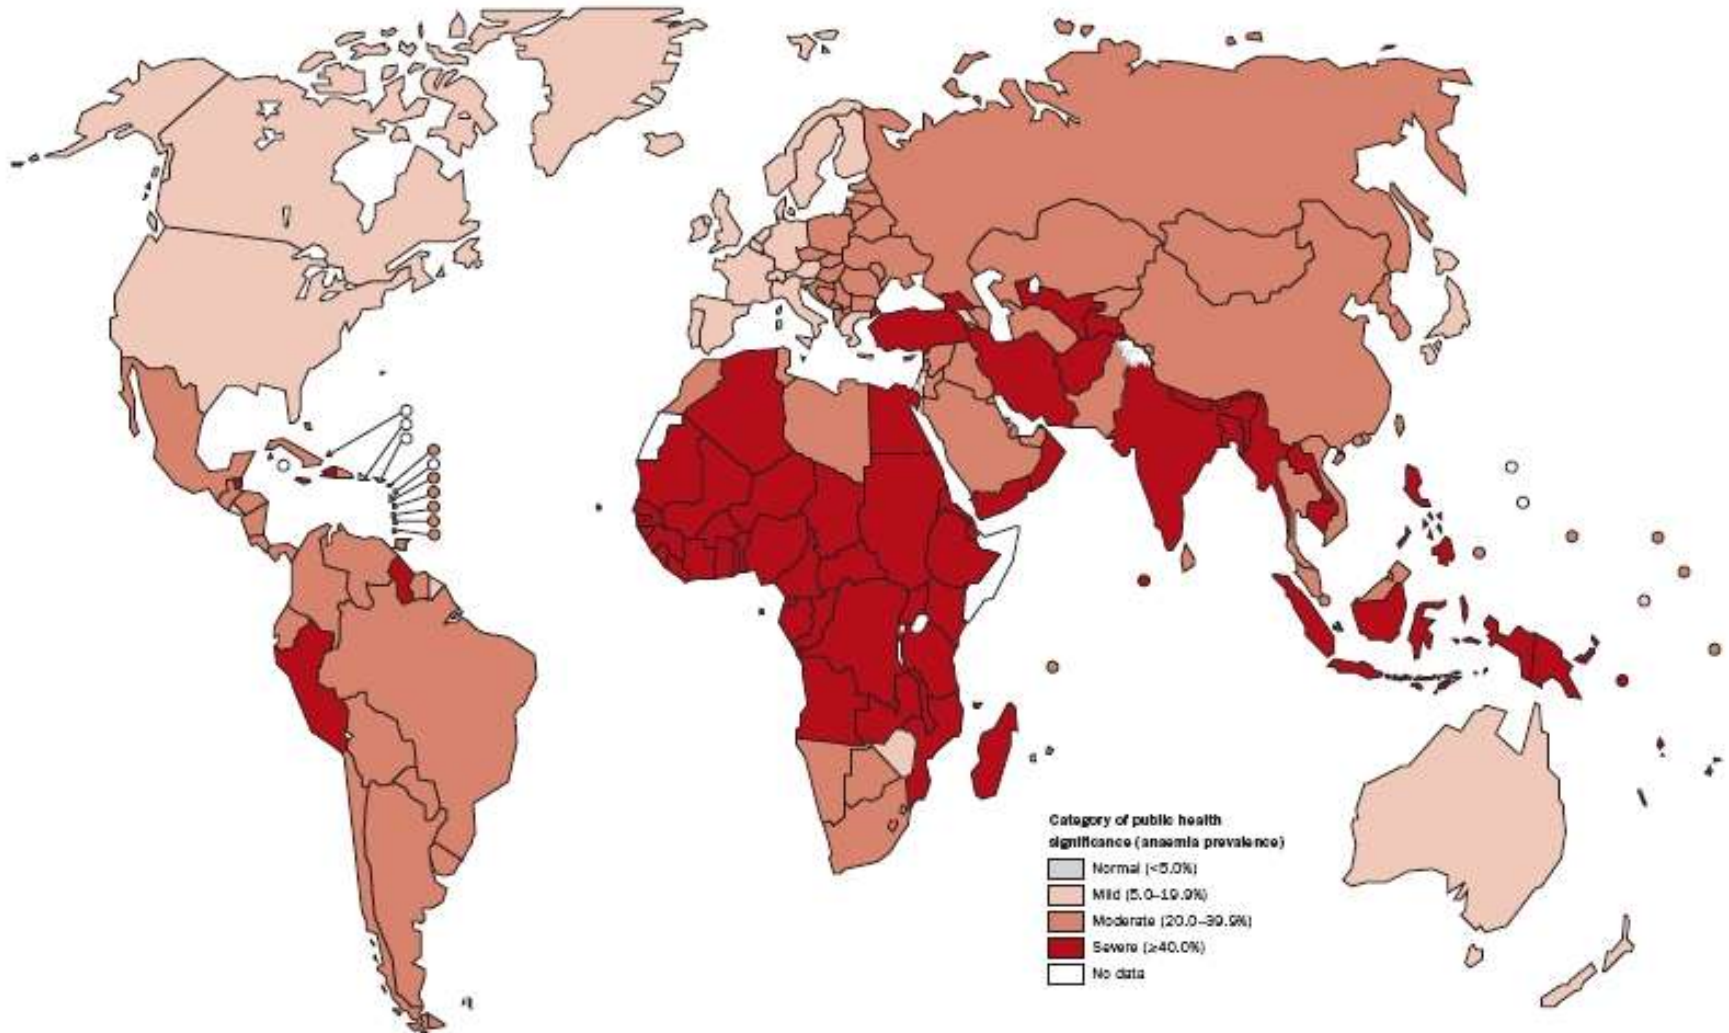 Category of public health
significance (anaemia prevalence)
Normal (<5.0%)
Mild (5.0–19.9%)
Moderate (20.0–39.9%)
Severe (≥40.0%)
No data